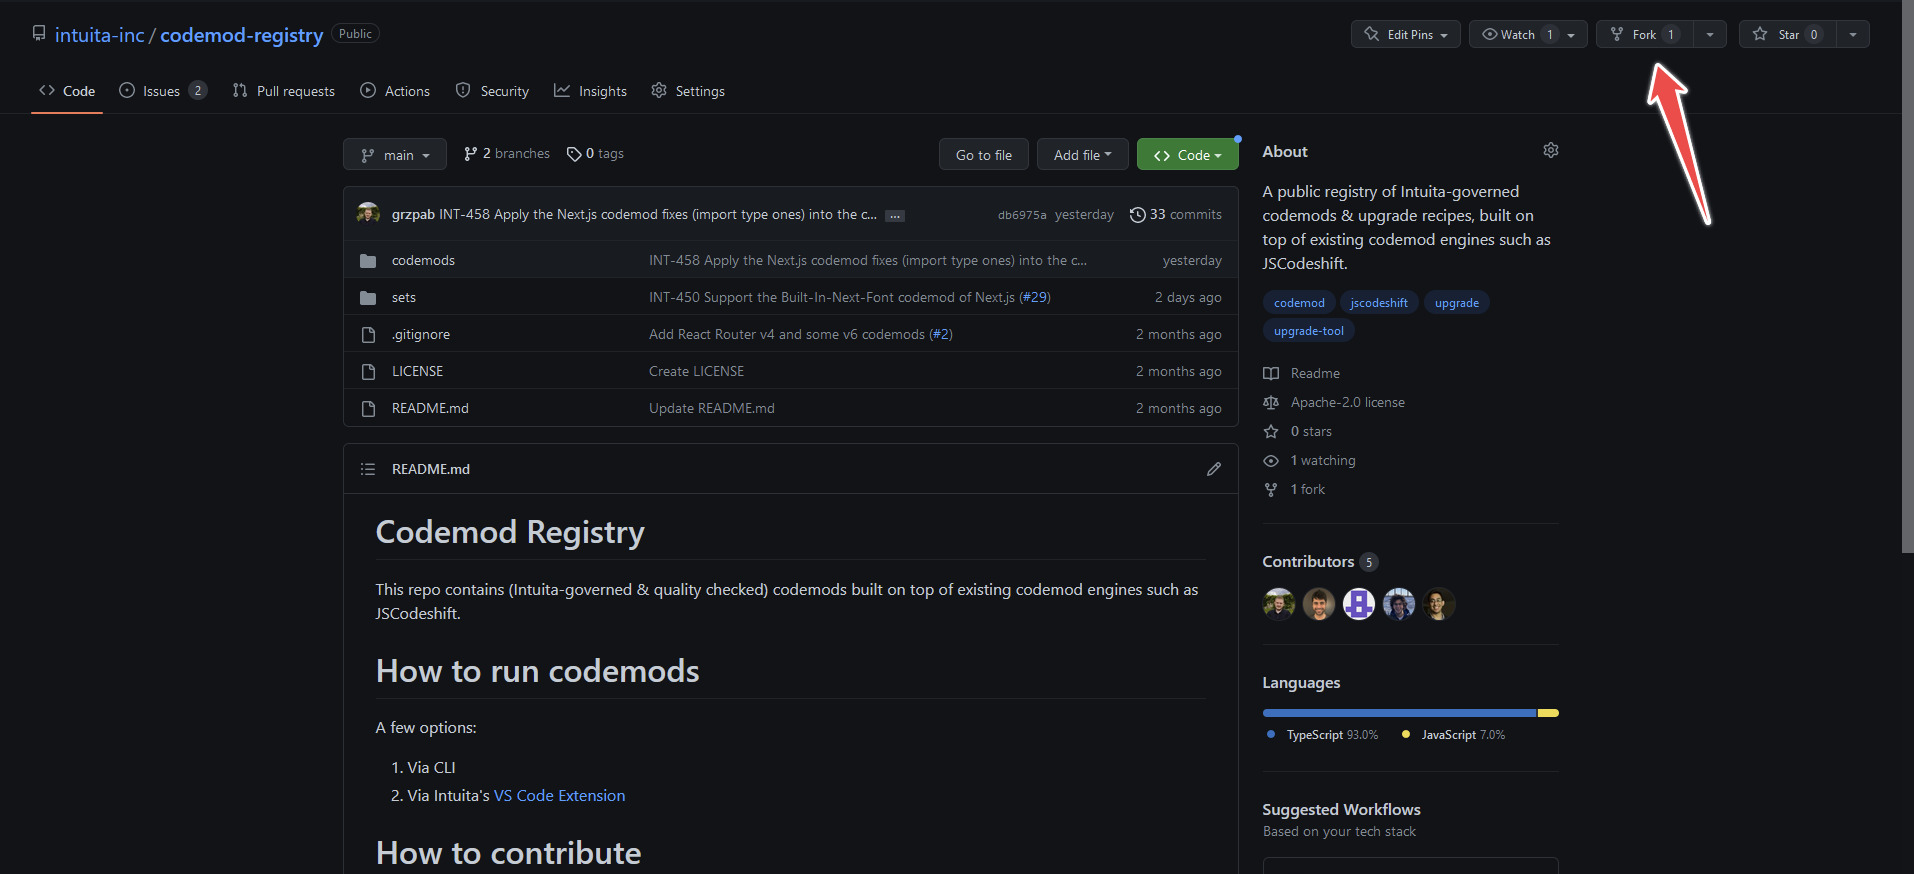 intuita-inc / codemod-registry Public
Edit Pins Watch 1 Fork 1 Star 0
Code Issues 2 Pull requests Actions Security Insights Settings
main 2 branches 0 tags Go to file Add file Code
grzpab INT-458 Apply the Next.js codemod fixes (import type ones) into the c... ... db6975a yesterday 33 commits
codemods INT-458 Apply the Next.js codemod fixes (import type ones) into the c... yesterday
sets INT-450 Support the Built-In-Next-Font codemod of Next.js (#29) 2 days ago
.gitignore Add React Router v4 and some v6 codemods (#2) 2 months ago
LICENSE Create LICENSE 2 months ago
README.md Update README.md 2 months ago
README.md
Codemod Registry
This repo contains (Intuita-governed & quality checked) codemods built on top of existing codemod engines such as
JSCodeshift.
How to run codemods
A few options:
1. Via CLI
2. Via Intuita's VS Code Extension
How to contribute
About
A public registry of Intuita-governed
codemods & upgrade recipes, built on
top of existing codemod engines such as
JSCodeshift.
codemod jscodeshift upgrade
upgrade-tool
Readme
Apache-2.0 license
0 stars
1 watching
1 fork
Contributors 5
Languages
TypeScript 93.0% JavaScript 7.0%
Suggested Workflows
Based on your tech stack